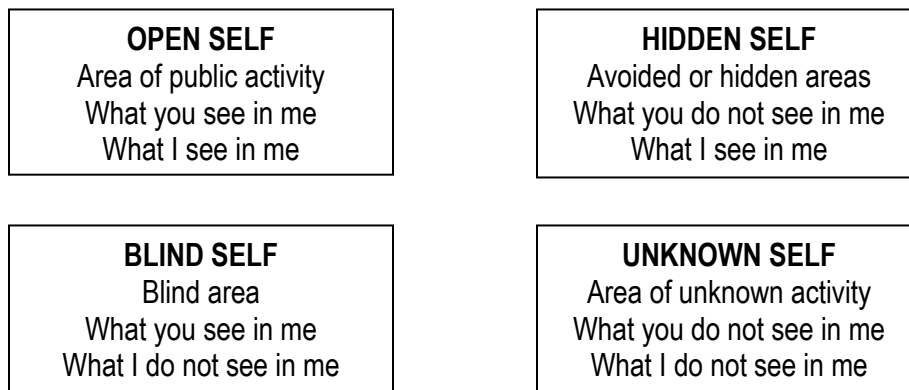 OPEN SELF
Area of public activity
What you see in me
What I see in me
HIDDEN SELF
Avoided or hidden areas
What you do not see in me
What I see in me
BLIND SELF
Blind area
What you see in me
What I do not see in me
UNKNOWN SELF
Area of unknown activity
What you do not see in me
What I do not see in me